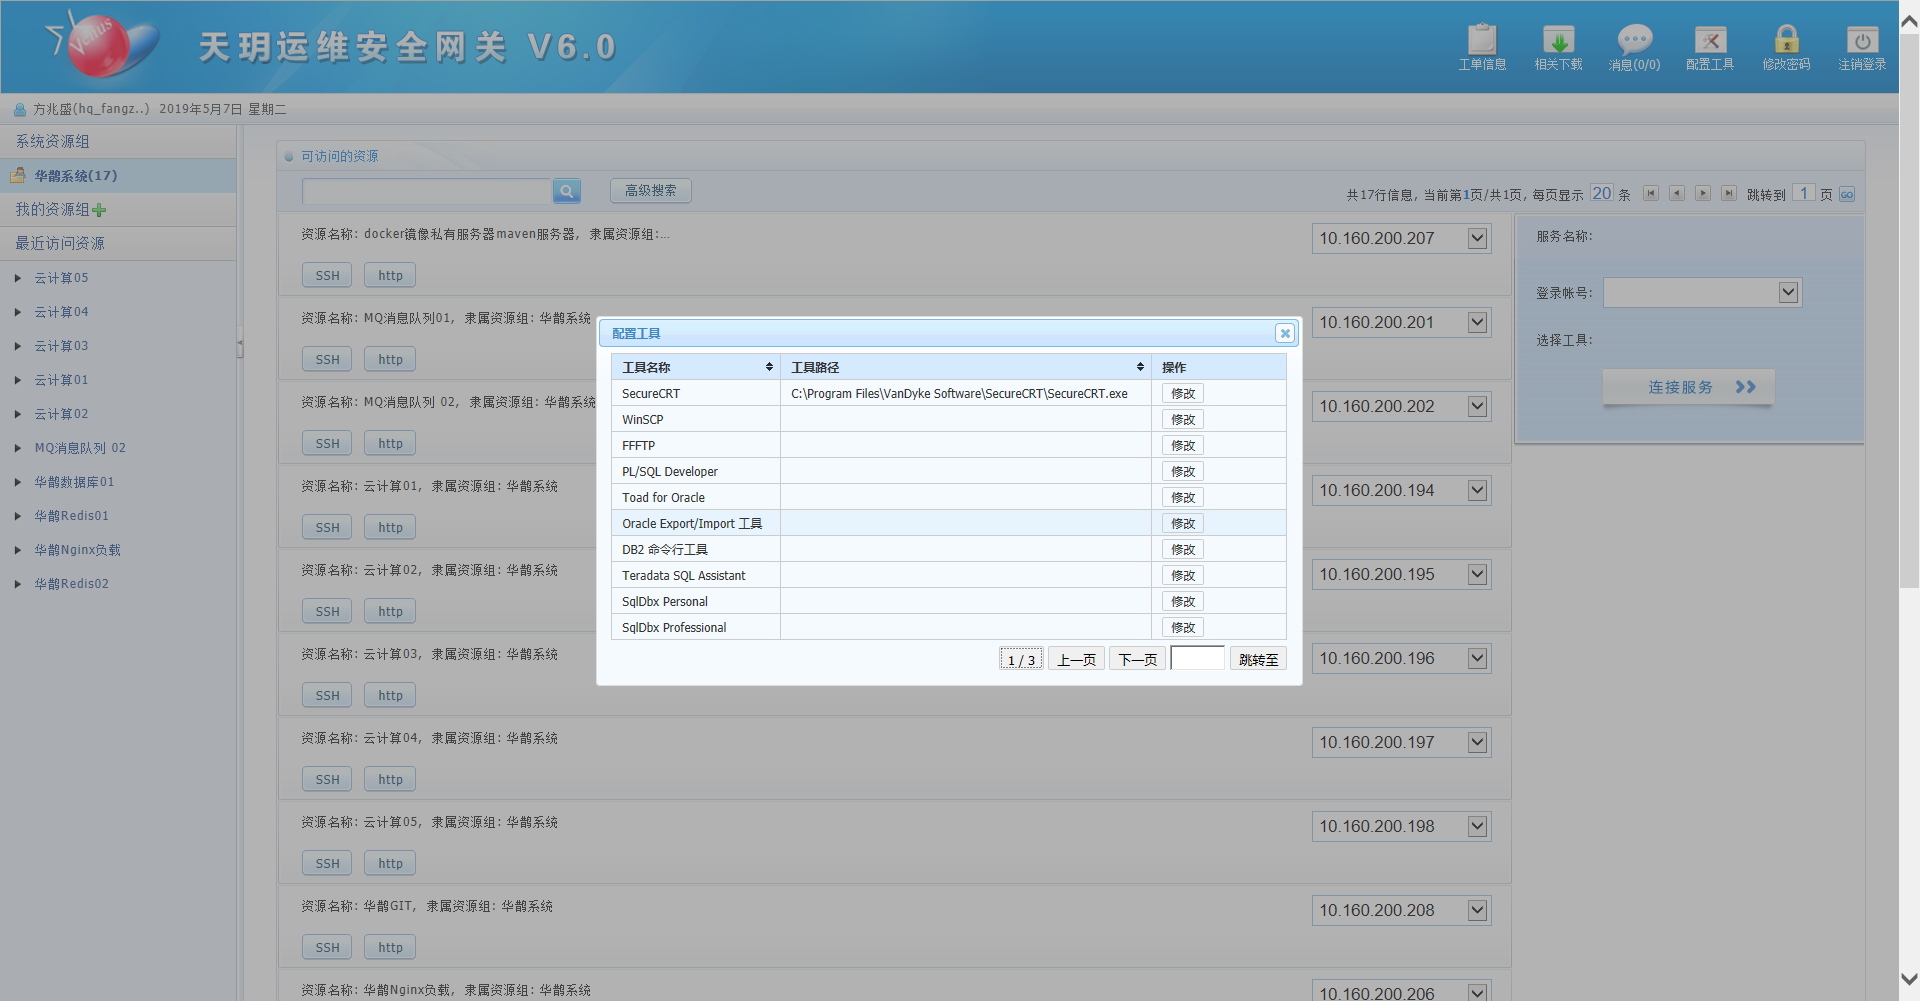 Venus
天玥运维安全网关 V6.0
工单信息 相关下载 消息(0/0) 配置工具 修改密码 注销登录
方兆盛(hq_fangz..) 2019年5月7日 星期二
系统资源组
华鹊系统(17)
我的资源组
最近访问资源
云计算05
云计算04
云计算03
云计算01
云计算02
MQ消息队列 02
华鹊数据库01
华鹊Redis01
华鹊Nginx负载
华鹊Redis02
可访问的资源
高级搜索
共17行信息, 当前第1页/共1页, 每页显示 20 条 跳转到 1 页 GO
资源名称: docker镜像私有服务器maven服务器, 隶属资源组:...
10.160.200.207
SSH http
资源名称: MQ消息队列01, 隶属资源组: 华鹊系统
10.160.200.201
SSH http
资源名称: MQ消息队列 02, 隶属资源组: 华鹊系统
10.160.200.202
SSH http
资源名称: 云计算01, 隶属资源组: 华鹊系统
10.160.200.194
SSH http
资源名称: 云计算02, 隶属资源组: 华鹊系统
10.160.200.195
SSH http
资源名称: 云计算03, 隶属资源组: 华鹊系统
10.160.200.196
SSH http
资源名称: 云计算04, 隶属资源组: 华鹊系统
10.160.200.197
SSH http
资源名称: 云计算05, 隶属资源组: 华鹊系统
10.160.200.198
SSH http
资源名称: 华鹊GIT, 隶属资源组: 华鹊系统
10.160.200.208
SSH http
资源名称: 华鹊Nginx负载, 隶属资源组: 华鹊系统
10.160.200.206
服务名称:
登录帐号:
选择工具:
连接服务
配置工具
工具名称 工具路径 操作
SecureCRT C:\Program Files\VanDyke Software\SecureCRT\SecureCRT.exe 修改
WinSCP 修改
FFFTP 修改
PL/SQL Developer 修改
Toad for Oracle 修改
Oracle Export/Import 工具 修改
DB2 命令行工具 修改
Teradata SQL Assistant 修改
SqlDbx Personal 修改
SqlDbx Professional 修改
1 / 3 上一页 下一页 跳转至